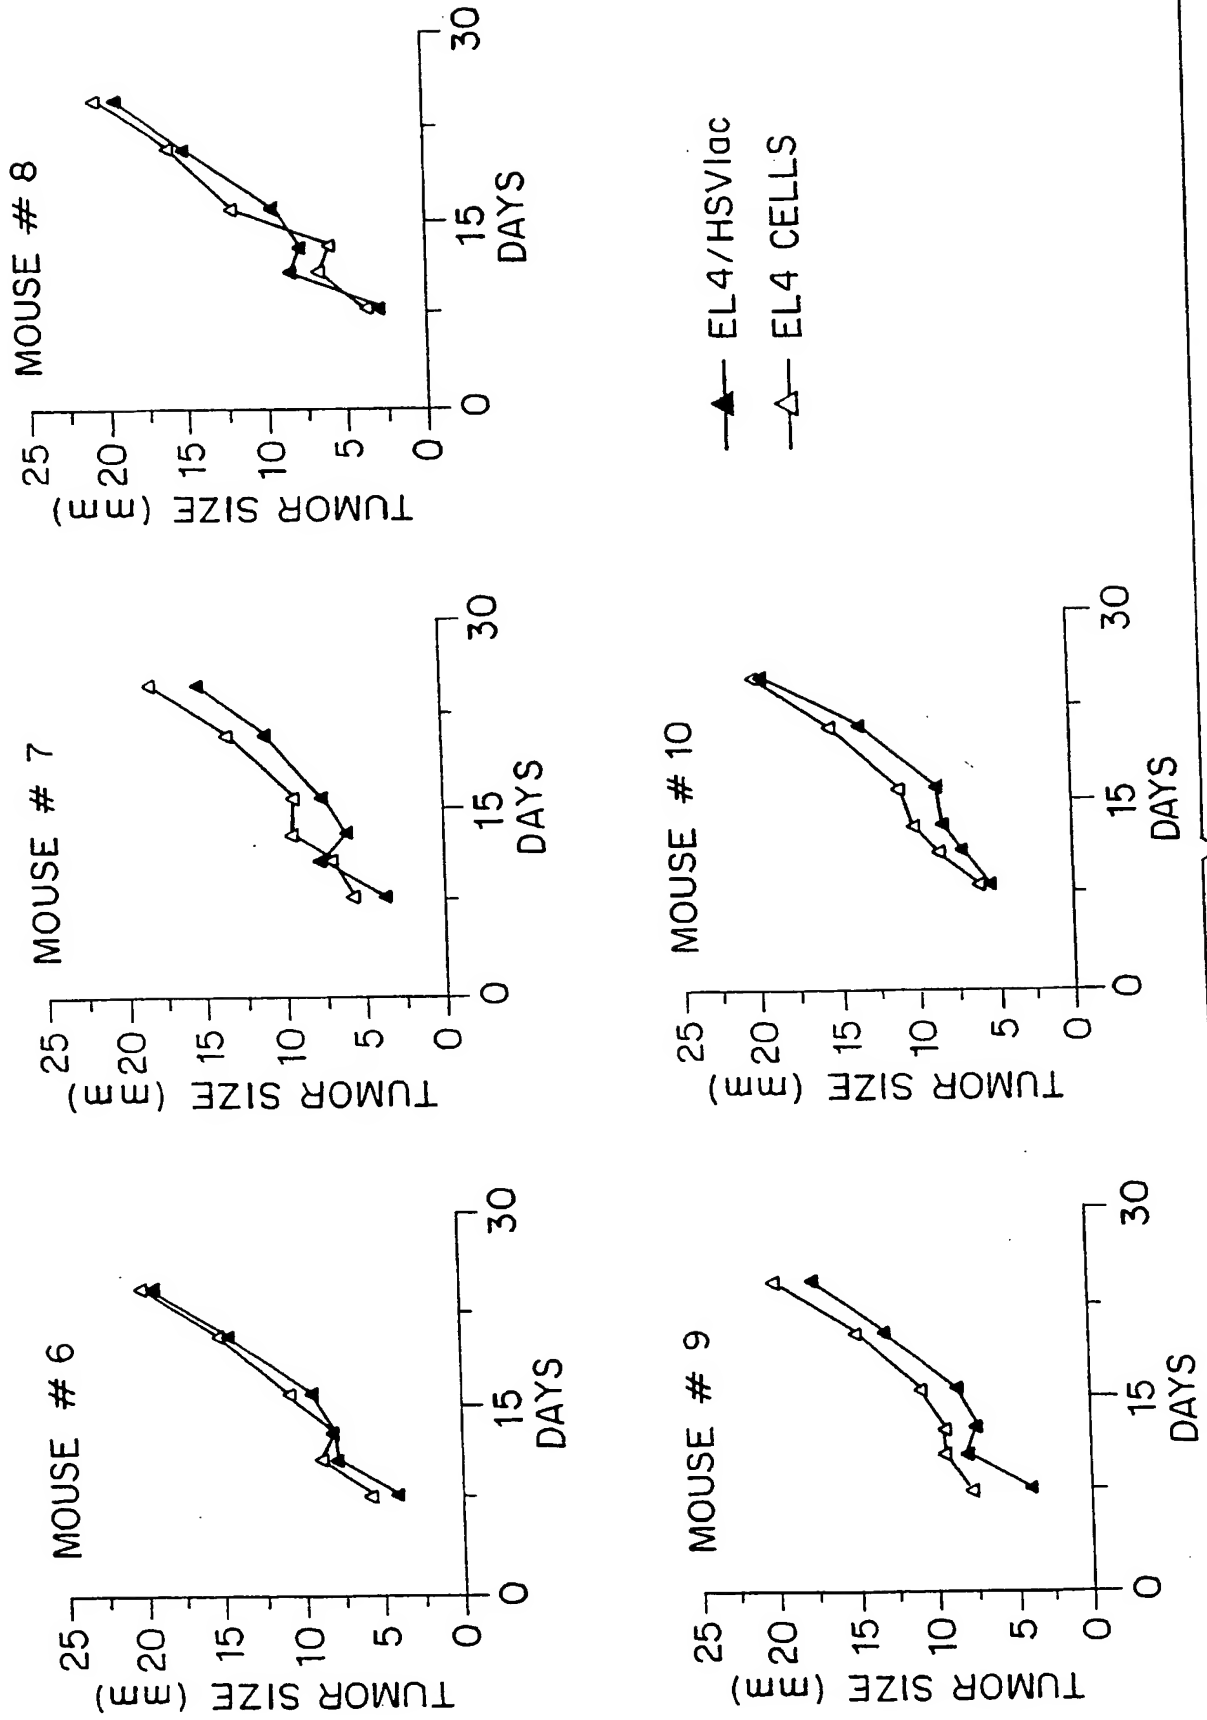 MOUSE # 6
TUMOR SIZE (mm)
25
20
15
10
5
0
0
15
30
DAYS
MOUSE # 7
TUMOR SIZE (mm)
25
20
15
10
5
0
0
15
30
DAYS
MOUSE # 8
TUMOR SIZE (mm)
25
20
15
10
5
0
0
15
30
DAYS
MOUSE # 9
TUMOR SIZE (mm)
25
20
15
10
5
0
0
15
30
DAYS
MOUSE # 10
TUMOR SIZE (mm)
25
20
15
10
5
0
0
15
30
DAYS
EL4/HSVlac
EL4 CELLS